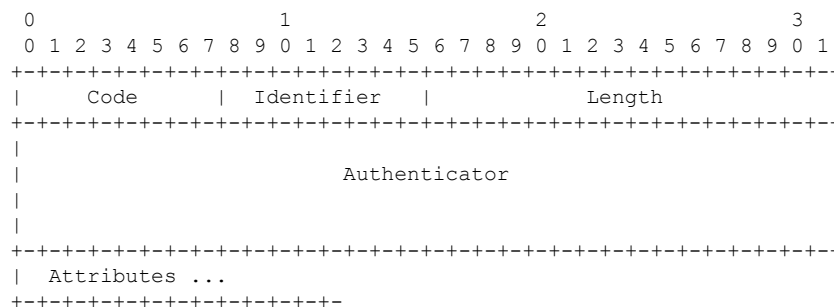 0                   1                   2                   3
 0 1 2 3 4 5 6 7 8 9 0 1 2 3 4 5 6 7 8 9 0 1 2 3 4 5 6 7 8 9 0 1
+-+-+-+-+-+-+-+-+-+-+-+-+-+-+-+-+-+-+-+-+-+-+-+-+-+-+-+-+-+-+-+-+
|     Code      |  Identifier   |            Length
+-+-+-+-+-+-+-+-+-+-+-+-+-+-+-+-+-+-+-+-+-+-+-+-+-+-+-+-+-+-+-+-+
|
|                         Authenticator
|
|
+-+-+-+-+-+-+-+-+-+-+-+-+-+-+-+-+-+-+-+-+-+-+-+-+-+-+-+-+-+-+-+-+
|  Attributes ...
+-+-+-+-+-+-+-+-+-+-+-+-+-